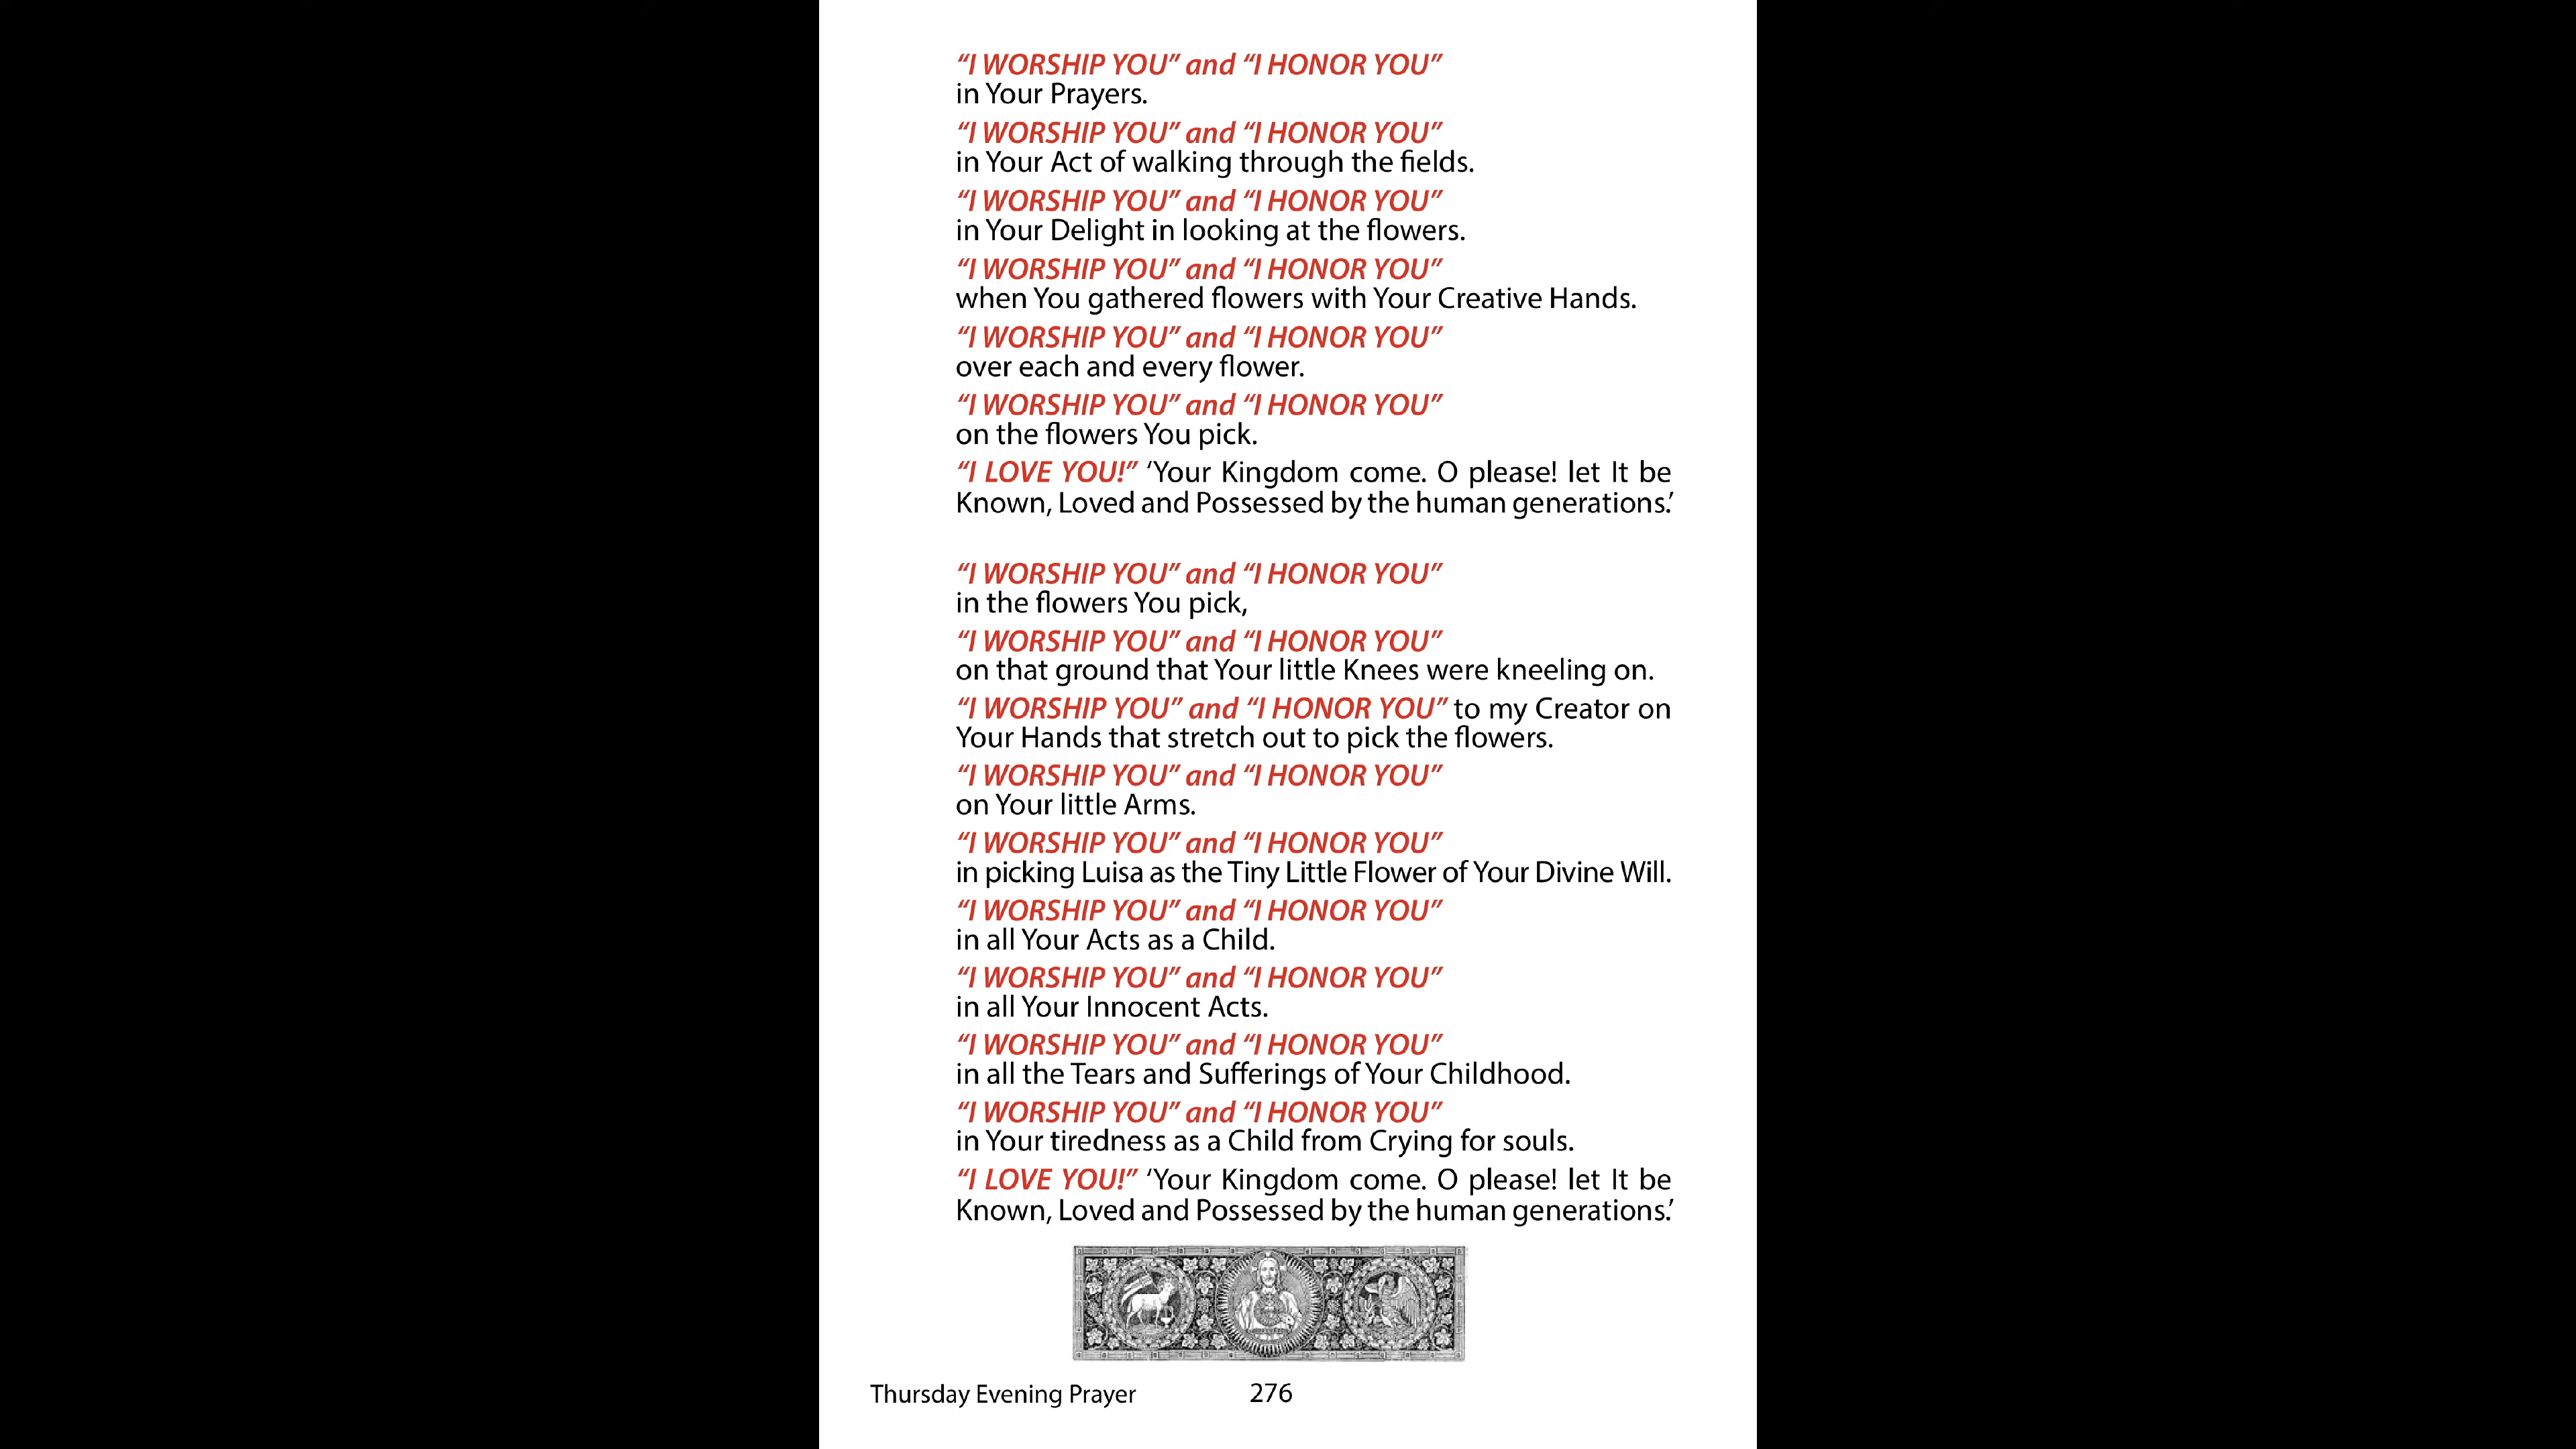 “I WORSHIP YOU” and “I HONOR YOU”
in Your Prayers.
“I WORSHIP YOU” and “I HONOR YOU”
in Your Act of walking through the fields.
“I WORSHIP YOU” and “I HONOR YOU”
in Your Delight in looking at the flowers.
“I WORSHIP YOU” and “I HONOR YOU”
when You gathered flowers with Your Creative Hands.
“I WORSHIP YOU” and “I HONOR YOU”
over each and every flower.
“I WORSHIP YOU” and “I HONOR YOU”
on the flowers You pick.
“I LOVE YOU!” ‘Your Kingdom come. O please! let It be
Known, Loved and Possessed by the human generations.’
“I WORSHIP YOU” and “I HONOR YOU”
in the flowers You pick,
“I WORSHIP YOU” and “I HONOR YOU”
on that ground that Your little Knees were kneeling on.
“I WORSHIP YOU” and “I HONOR YOU” to my Creator on
Your Hands that stretch out to pick the flowers.
“I WORSHIP YOU” and “I HONOR YOU”
on Your little Arms.
“I WORSHIP YOU” and “I HONOR YOU”
in picking Luisa as the Tiny Little Flower of Your Divine Will.
“I WORSHIP YOU” and “I HONOR YOU”
in all Your Acts as a Child.
“I WORSHIP YOU” and “I HONOR YOU”
in all Your Innocent Acts.
“I WORSHIP YOU” and “I HONOR YOU”
in all the Tears and Sufferings of Your Childhood.
“I WORSHIP YOU” and “I HONOR YOU”
in Your tiredness as a Child from Crying for souls.
“I LOVE YOU!” ‘Your Kingdom come. O please! let It be
Known, Loved and Possessed by the human generations.’
Thursday Evening Prayer 276